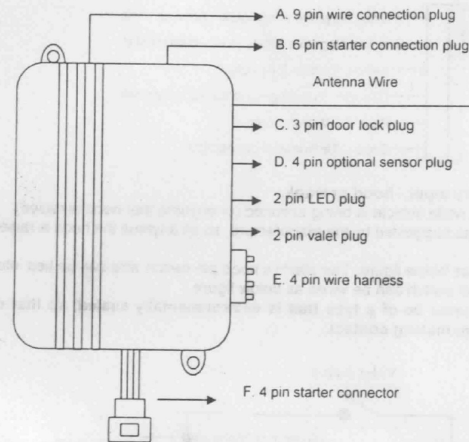 A. 9 pin wire connection plug
B. 6 pin starter connection plug
Antenna Wire
C. 3 pin door lock plug
D. 4 pin optional sensor plug
2 pin LED plug
2 pin valet plug
E. 4 pin wire harness
F. 4 pin starter connector